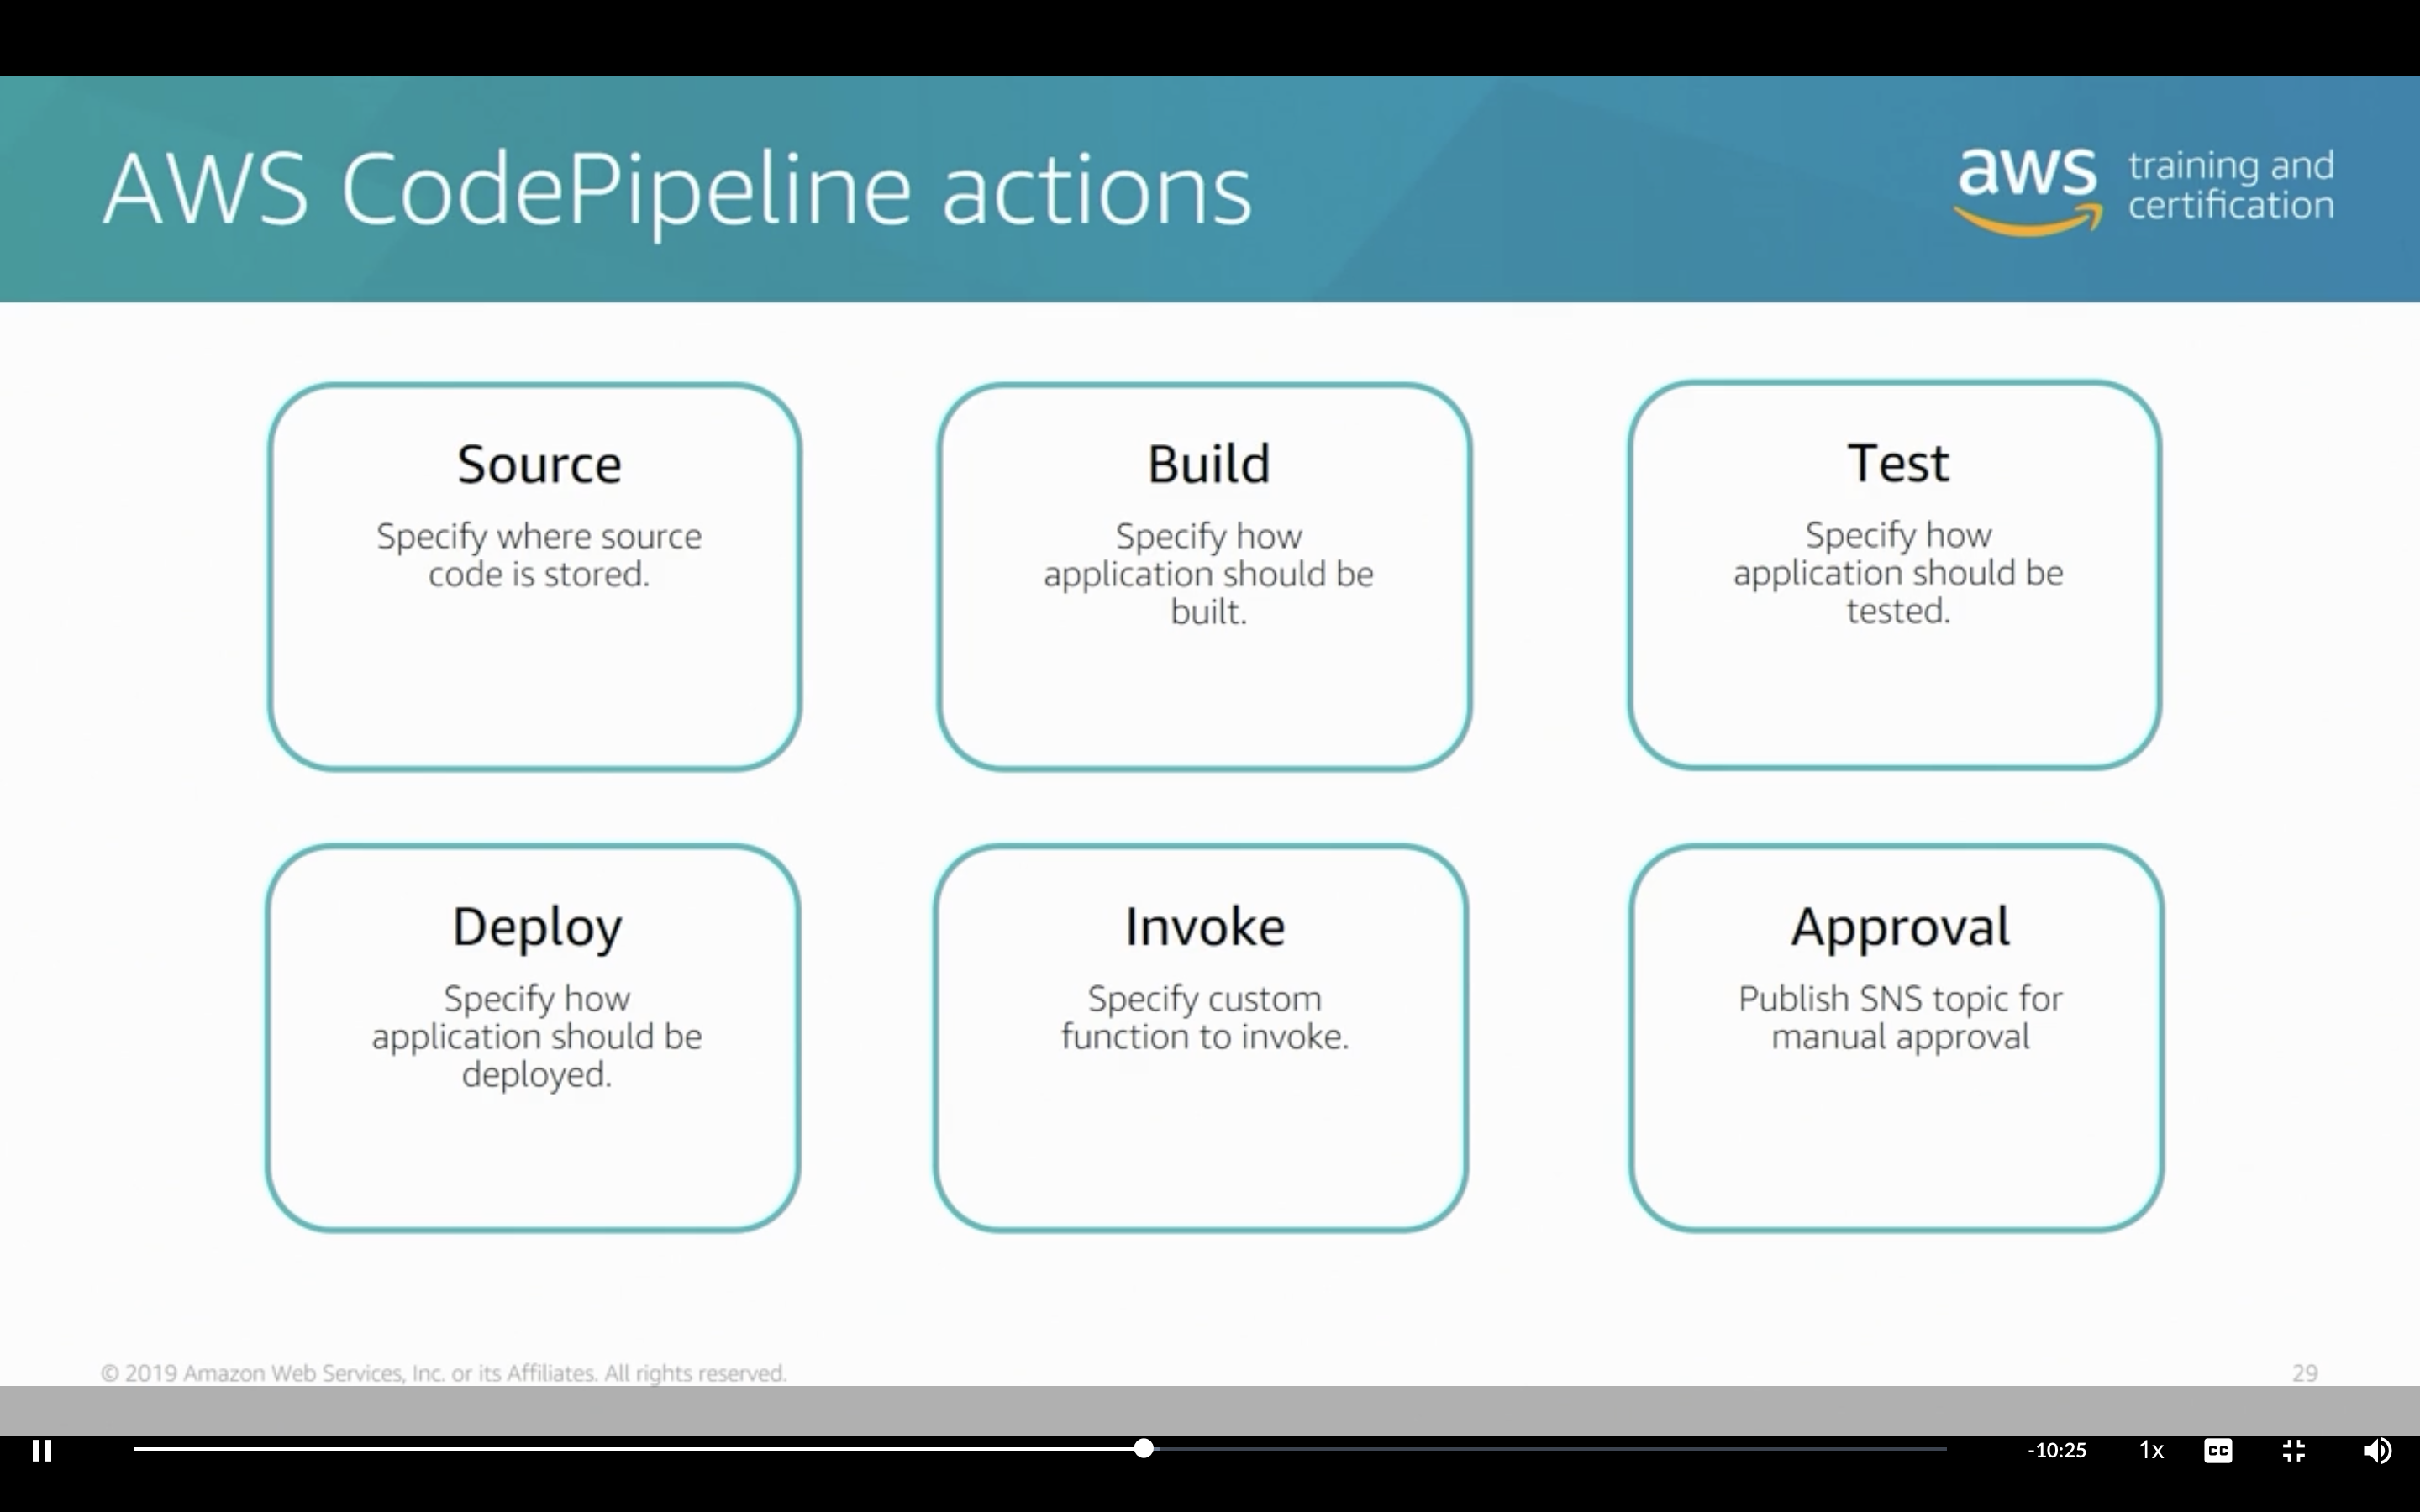 AWS CodePipeline actions
aws training and
certification
Source
Specify where source
code is stored.
Build
Specify how
application should be
built.
Test
Specify how
application should be
tested.
Deploy
Specify how
application should be
deployed.
Invoke
Specify custom
function to invoke.
Approval
Publish SNS topic for
manual approval
© 2019 Amazon Web Services, Inc. or its Affiliates. All rights reserved.
29
-10:25
1x
CC